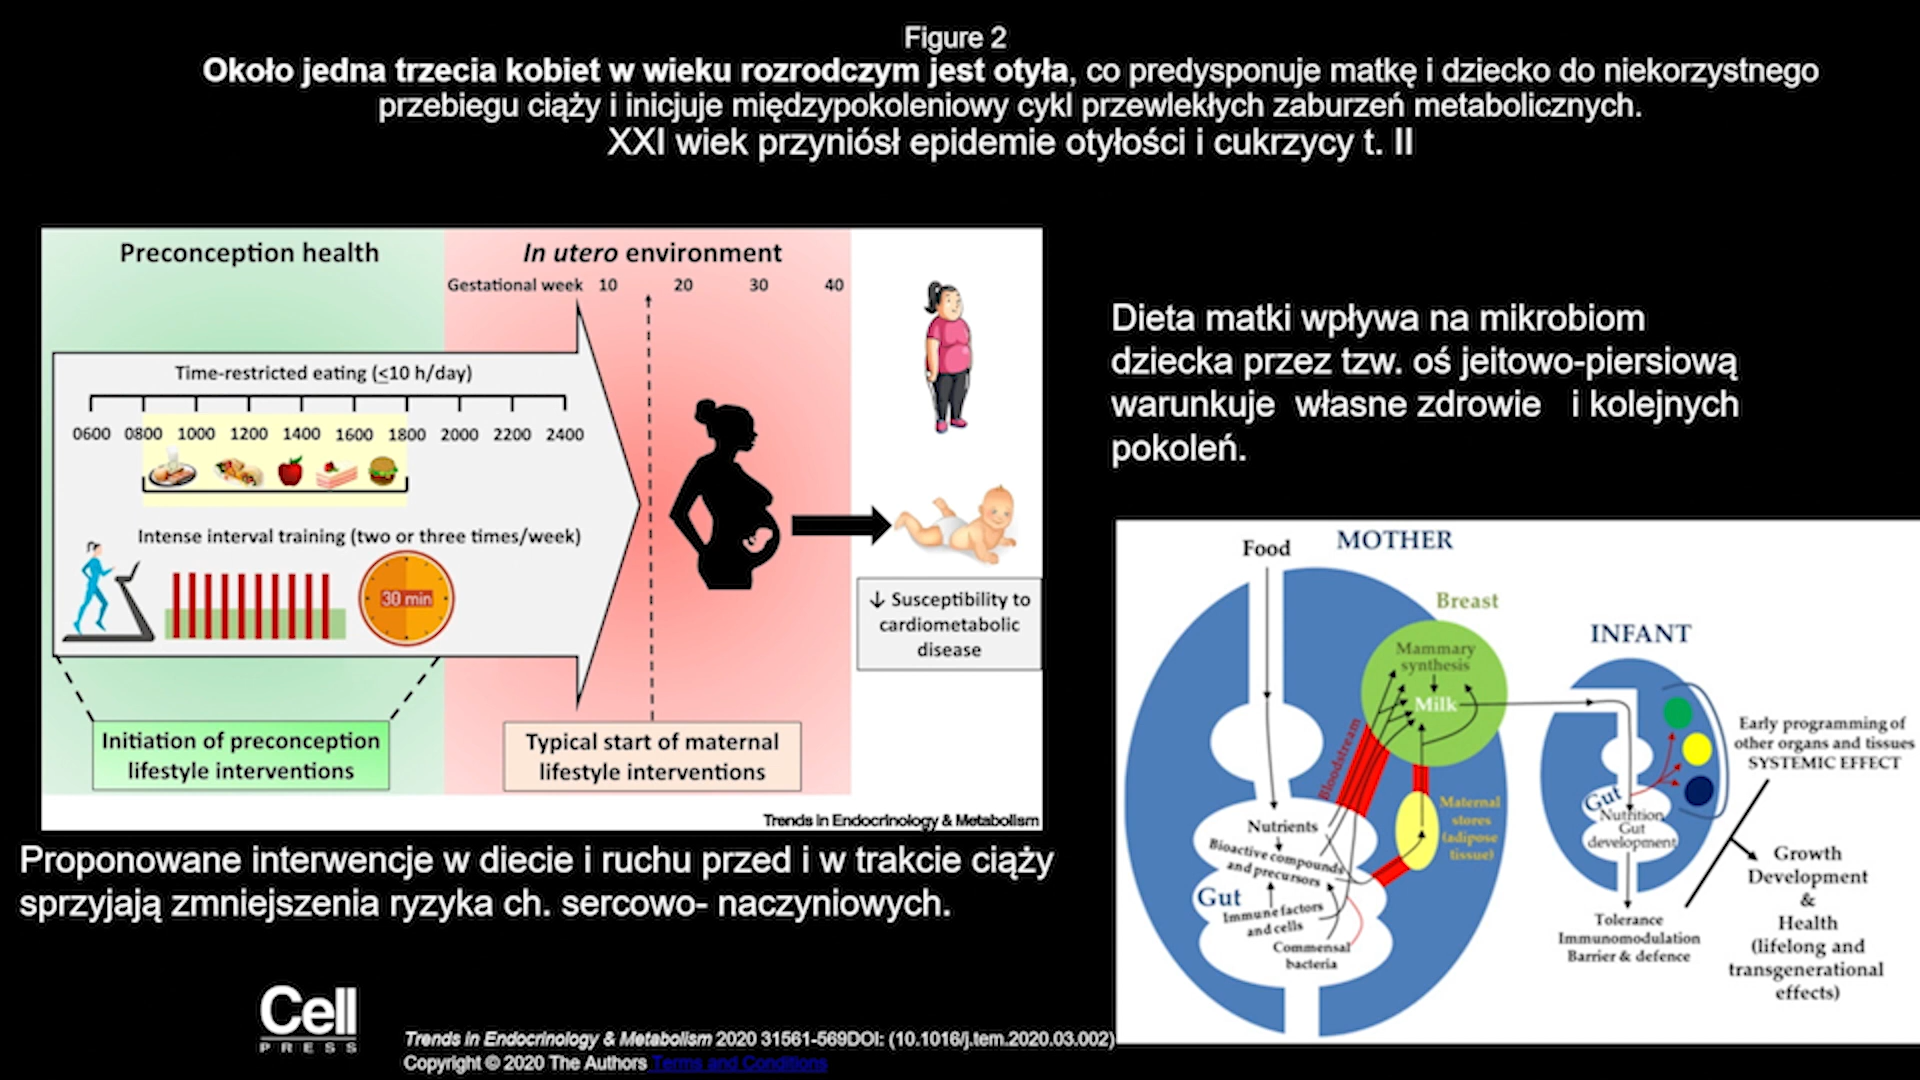 Figure 2
Około jedna trzecia kobiet w wieku rozrodczym jest otyła, co predysponuje matkę i dziecko do niekorzystnego
przebiegu ciąży i inicjuje międzypokoleniowy cykl przewlekłych zaburzeń metabolicznych.
XXI wiek przyniósł epidemie otyłości i cukrzycy t. II
Preconception health
In utero environment
Gestational week 10 20 30 40
Time-restricted eating (≤10 h/day)
0600 0800 1000 1200 1400 1600 1800 2000 2200 2400
Intense interval training (two or three times/week)
30 min
↓ Susceptibility to
cardiometabolic
disease
Initiation of preconception
lifestyle interventions
Typical start of maternal
lifestyle interventions
Trends in Endocrinology & Metabolism
Proponowane interwencje w diecie i ruchu przed i w trakcie ciąży
sprzyjają zmniejszenia ryzyka ch. sercowo- naczyniowych.
Dieta matki wpływa na mikrobiom
dziecka przez tzw. oś jeitowo-piersiową
warunkuje własne zdrowie i kolejnych
pokoleń.
Food
MOTHER
Breast
Mammary
synthesis
Milk
Bloodstream
Maternal
stores
(adipose
tissue)
Nutrients
Bioactive compounds
and precursors
Gut
Immune factors
and cells
Commensal
bacteria
INFANT
Gut
Nutrition
Gut
development
Tolerance
Immunomodulation
Barrier & defence
Early programming of
other organs and tissues
SYSTEMIC EFFECT
Growth
Development
&
Health
(lifelong and
transgenerational
effects)
Cell
PRESS
Trends in Endocrinology & Metabolism 2020 31561-569DOI: (10.1016/j.tem.2020.03.002)
Copyright © 2020 The Authors Terms and Conditions